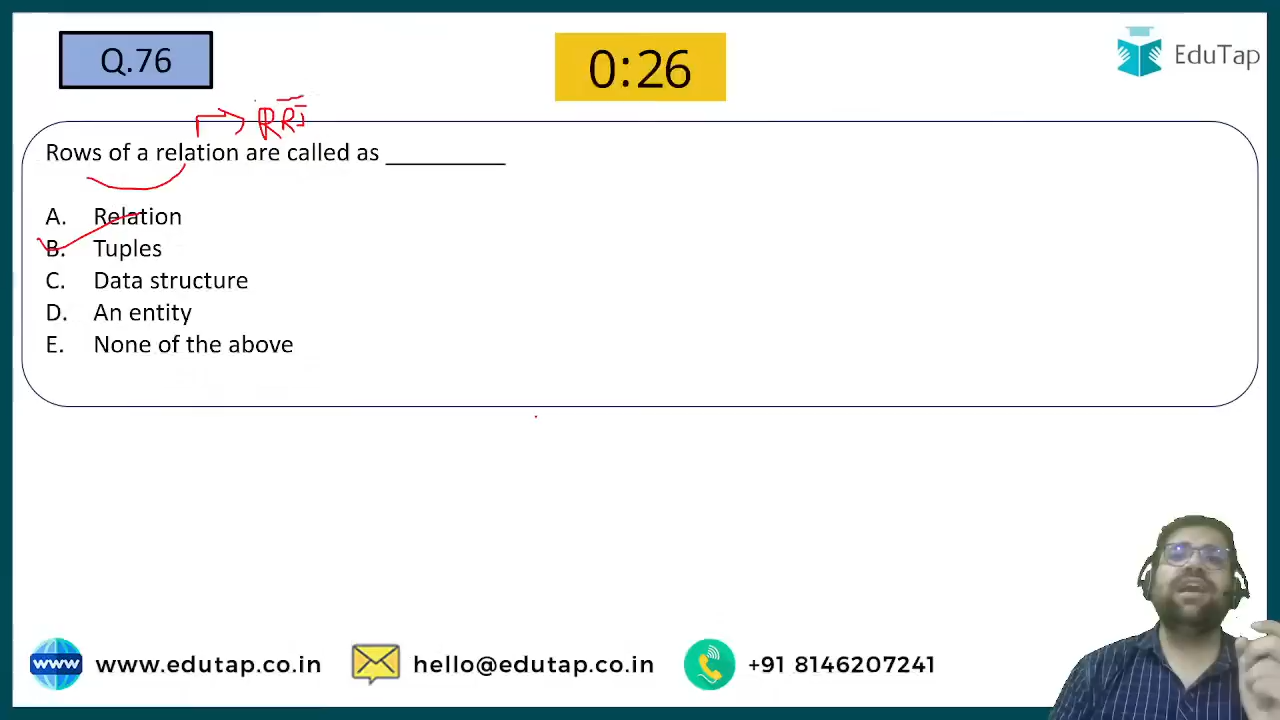 Q.76
0:26
EduTap
Rows of a relation are called as __________
A. Relation
B. Tuples
C. Data structure
D. An entity
E. None of the above
www
www.edutap.co.in
hello@edutap.co.in
+91 8146207241